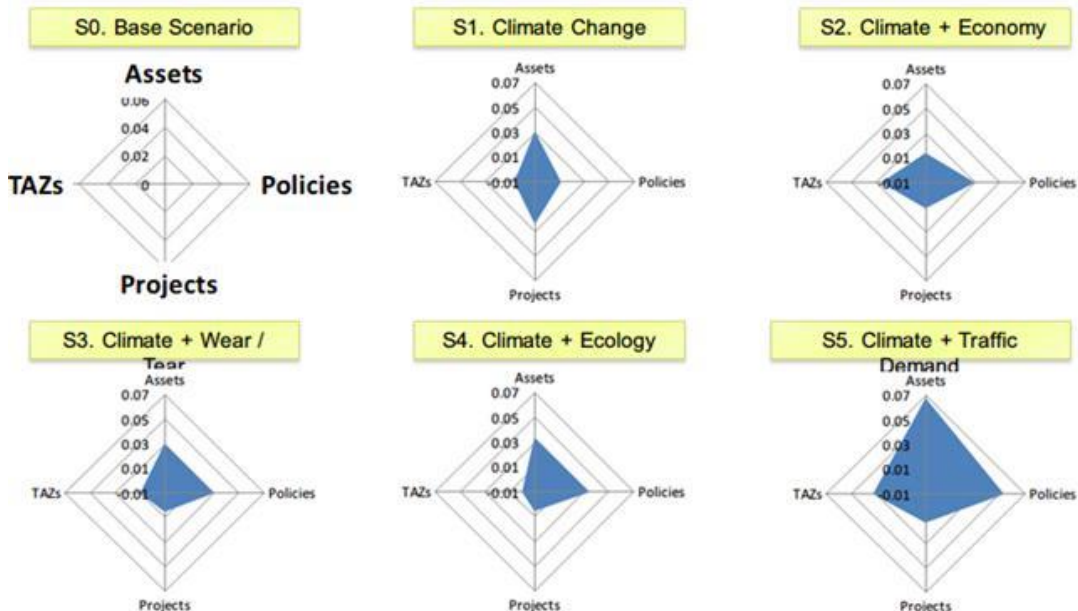 S0. Base Scenario
Assets
0.06
0.04
0.02
0
TAZs
Policies
Projects
S1. Climate Change
Assets
0.07
0.05
0.03
0.01
-0.01
TAZs
Policies
Projects
S2. Climate + Economy
Assets
0.07
0.05
0.03
0.01
-0.01
TAZs
Policies
Projects
S3. Climate + Wear /
Tear
Assets
0.07
0.05
0.03
0.01
-0.01
TAZs
Policies
Projects
S4. Climate + Ecology
Assets
0.07
0.05
0.03
0.01
-0.01
TAZs
Policies
Projects
S5. Climate + Traffic
Demand
Assets
0.07
0.05
0.03
0.01
-0.01
TAZs
Policies
Projects